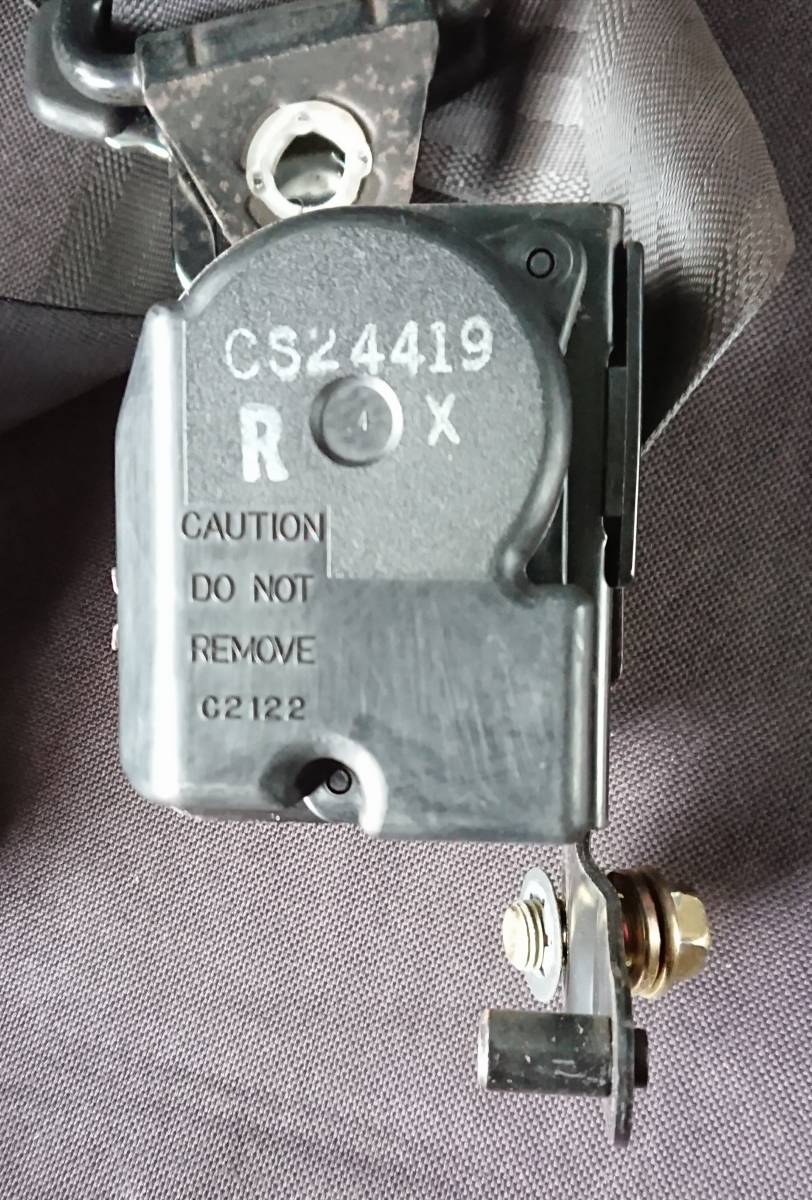 CS24419
R X
CAUTION
DO NOT
REMOVE
C2122